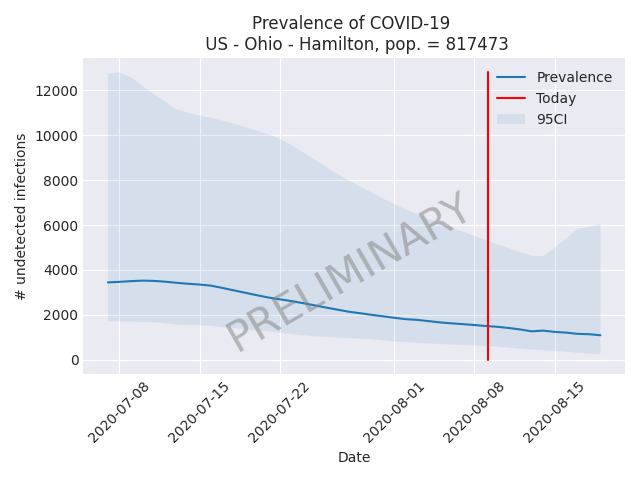 Prevalence of COVID-19
US - Ohio - Hamilton, pop. = 817473
Prevalence
Today
95CI
12000
10000
8000
6000
4000
2000
0
# undetected infections
PRELIMINARY
2020-07-08
2020-07-15
2020-07-22
2020-08-01
2020-08-08
2020-08-15
Date